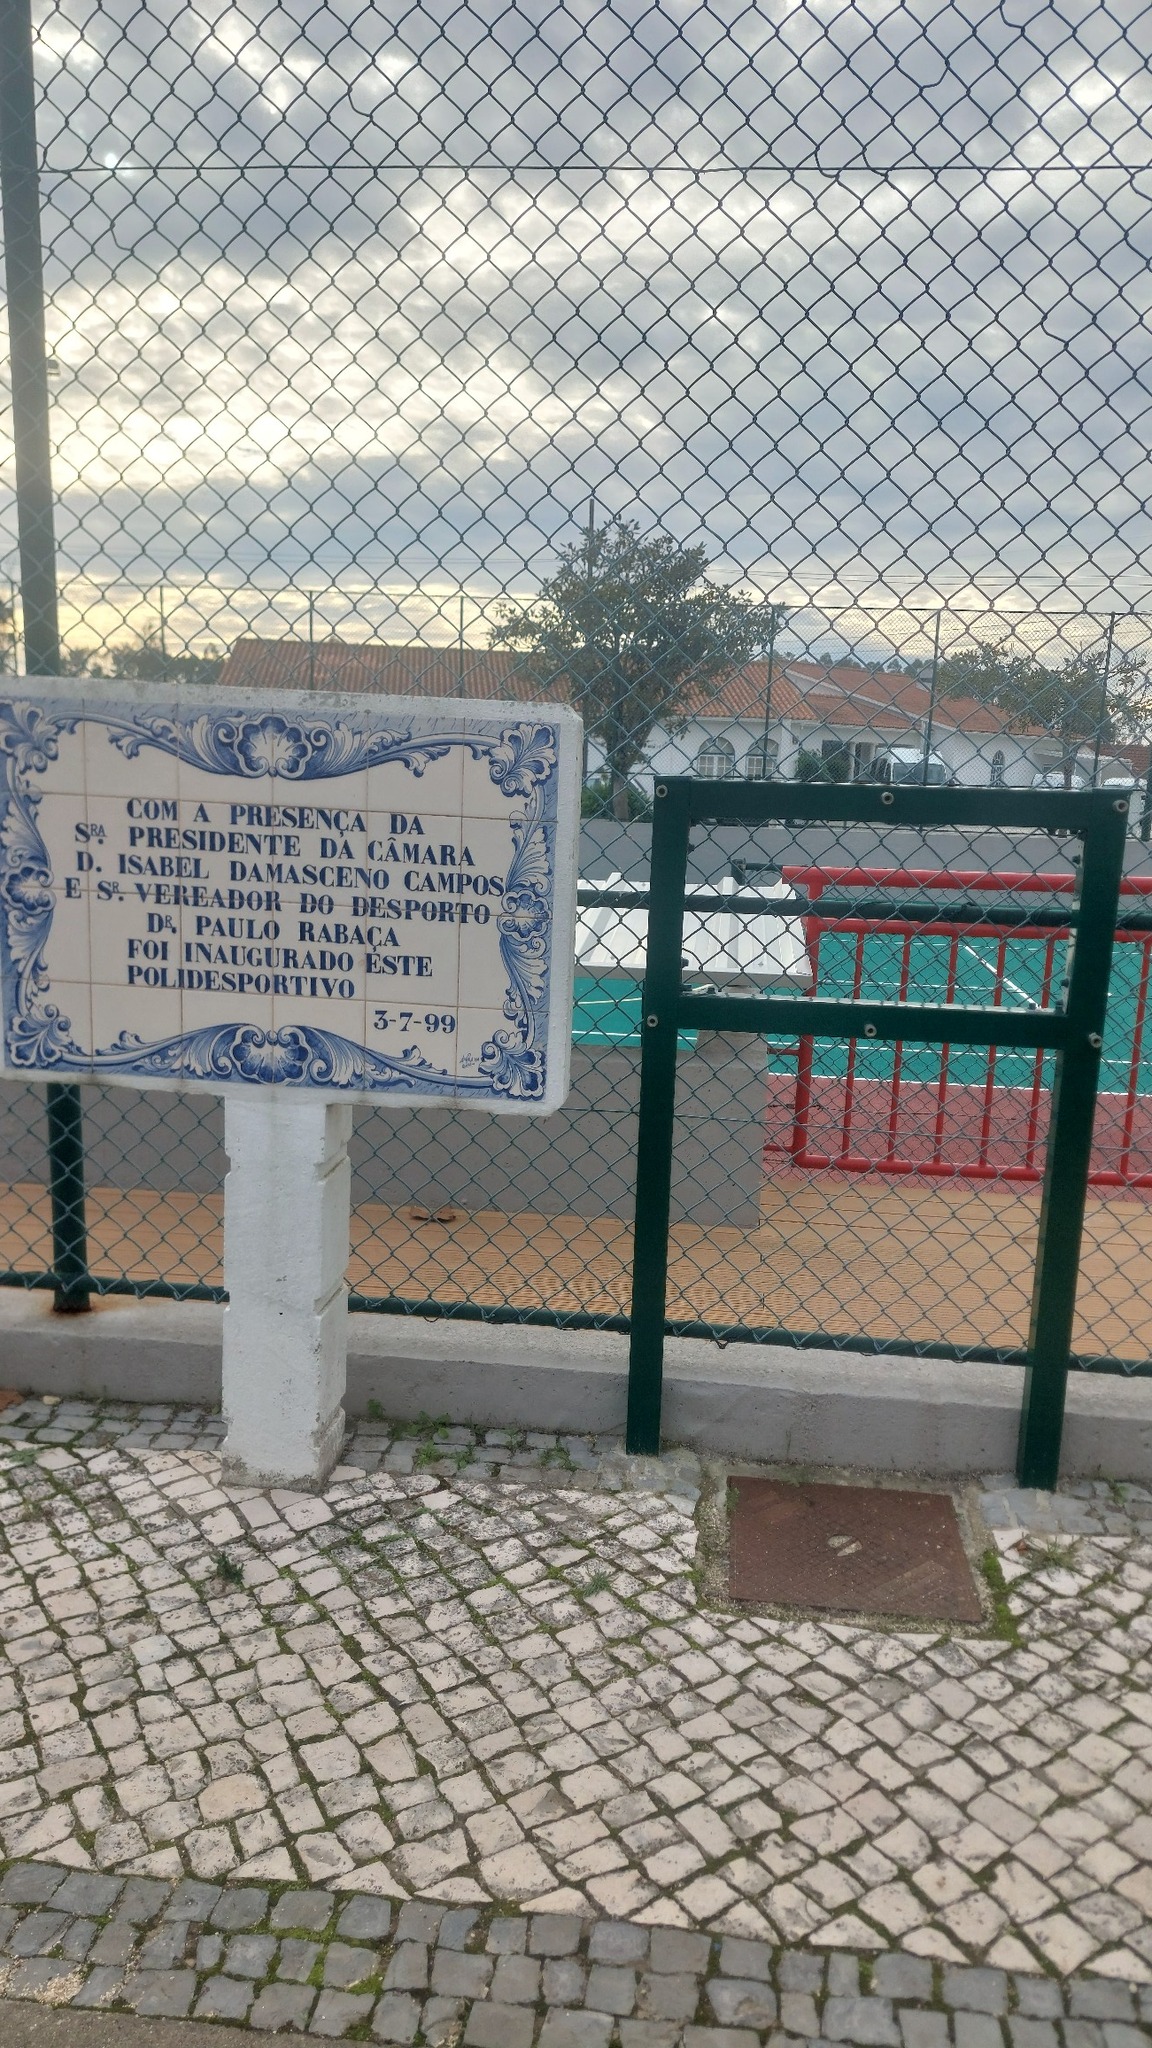 COM A PRESENÇA DA
SRA. PRESIDENTE DA CÂMARA
D. ISABEL DAMASCENO CAMPOS
E SR. VEREADOR DO DESPORTO
DR. PAULO RABAÇA
FOI INAUGURADO ÉSTE
POLIDESPORTIVO
3-7-99